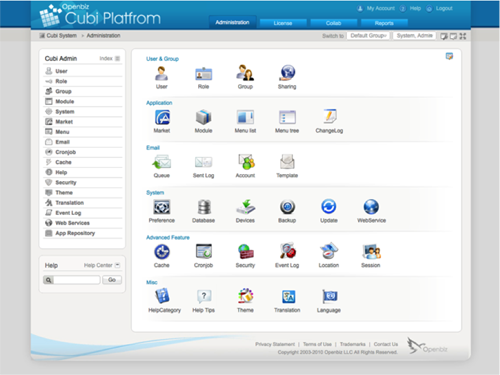 Openbiz
Cubi Platfrom
My Account Help Logout
Administration License Collab Reports
Cubi System Administration
Switch to Default Group System, Admin
Cubi Admin Index
User
Role
Group
Module
System
Market
Menu
Email
Cronjob
Cache
Help
Security
Theme
Translation
Event Log
Web Services
App Repository
Help Help Center
Go
User & Group
User Role Group Sharing
Application
Market Module Menu list Menu tree ChangeLog
Email
Queue Sent Log Account Template
System
Preference Database Devices Backup Update WebService
Advanced Feature
Cache Cronjob Security Event Log Location Session
Misc
HelpCategory Help Tips Theme Translation Language
Privacy Statement | Terms of Use | Trademarks | Contact Us
Copyright 2003-2010 Openbiz LLC All Rights Reserved.
Openbiz